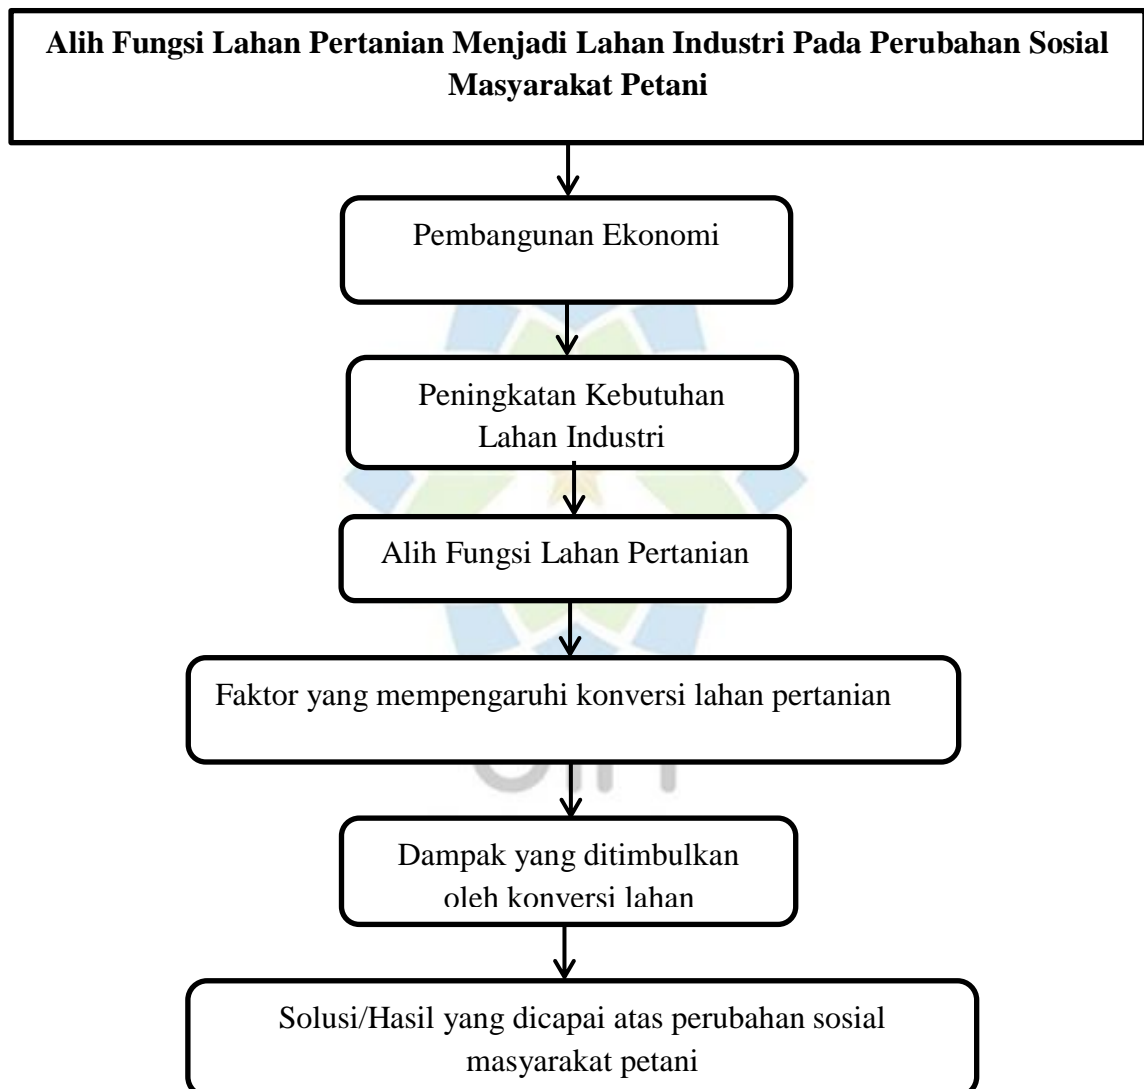 Alih Fungsi Lahan Pertanian Menjadi Lahan Industri Pada Perubahan Sosial
Masyarakat Petani
Pembangunan Ekonomi
Peningkatan Kebutuhan
Lahan Industri
Alih Fungsi Lahan Pertanian
Faktor yang mempengaruhi konversi lahan pertanian
Dampak yang ditimbulkan
oleh konversi lahan
Solusi/Hasil yang dicapai atas perubahan sosial
masyarakat petani